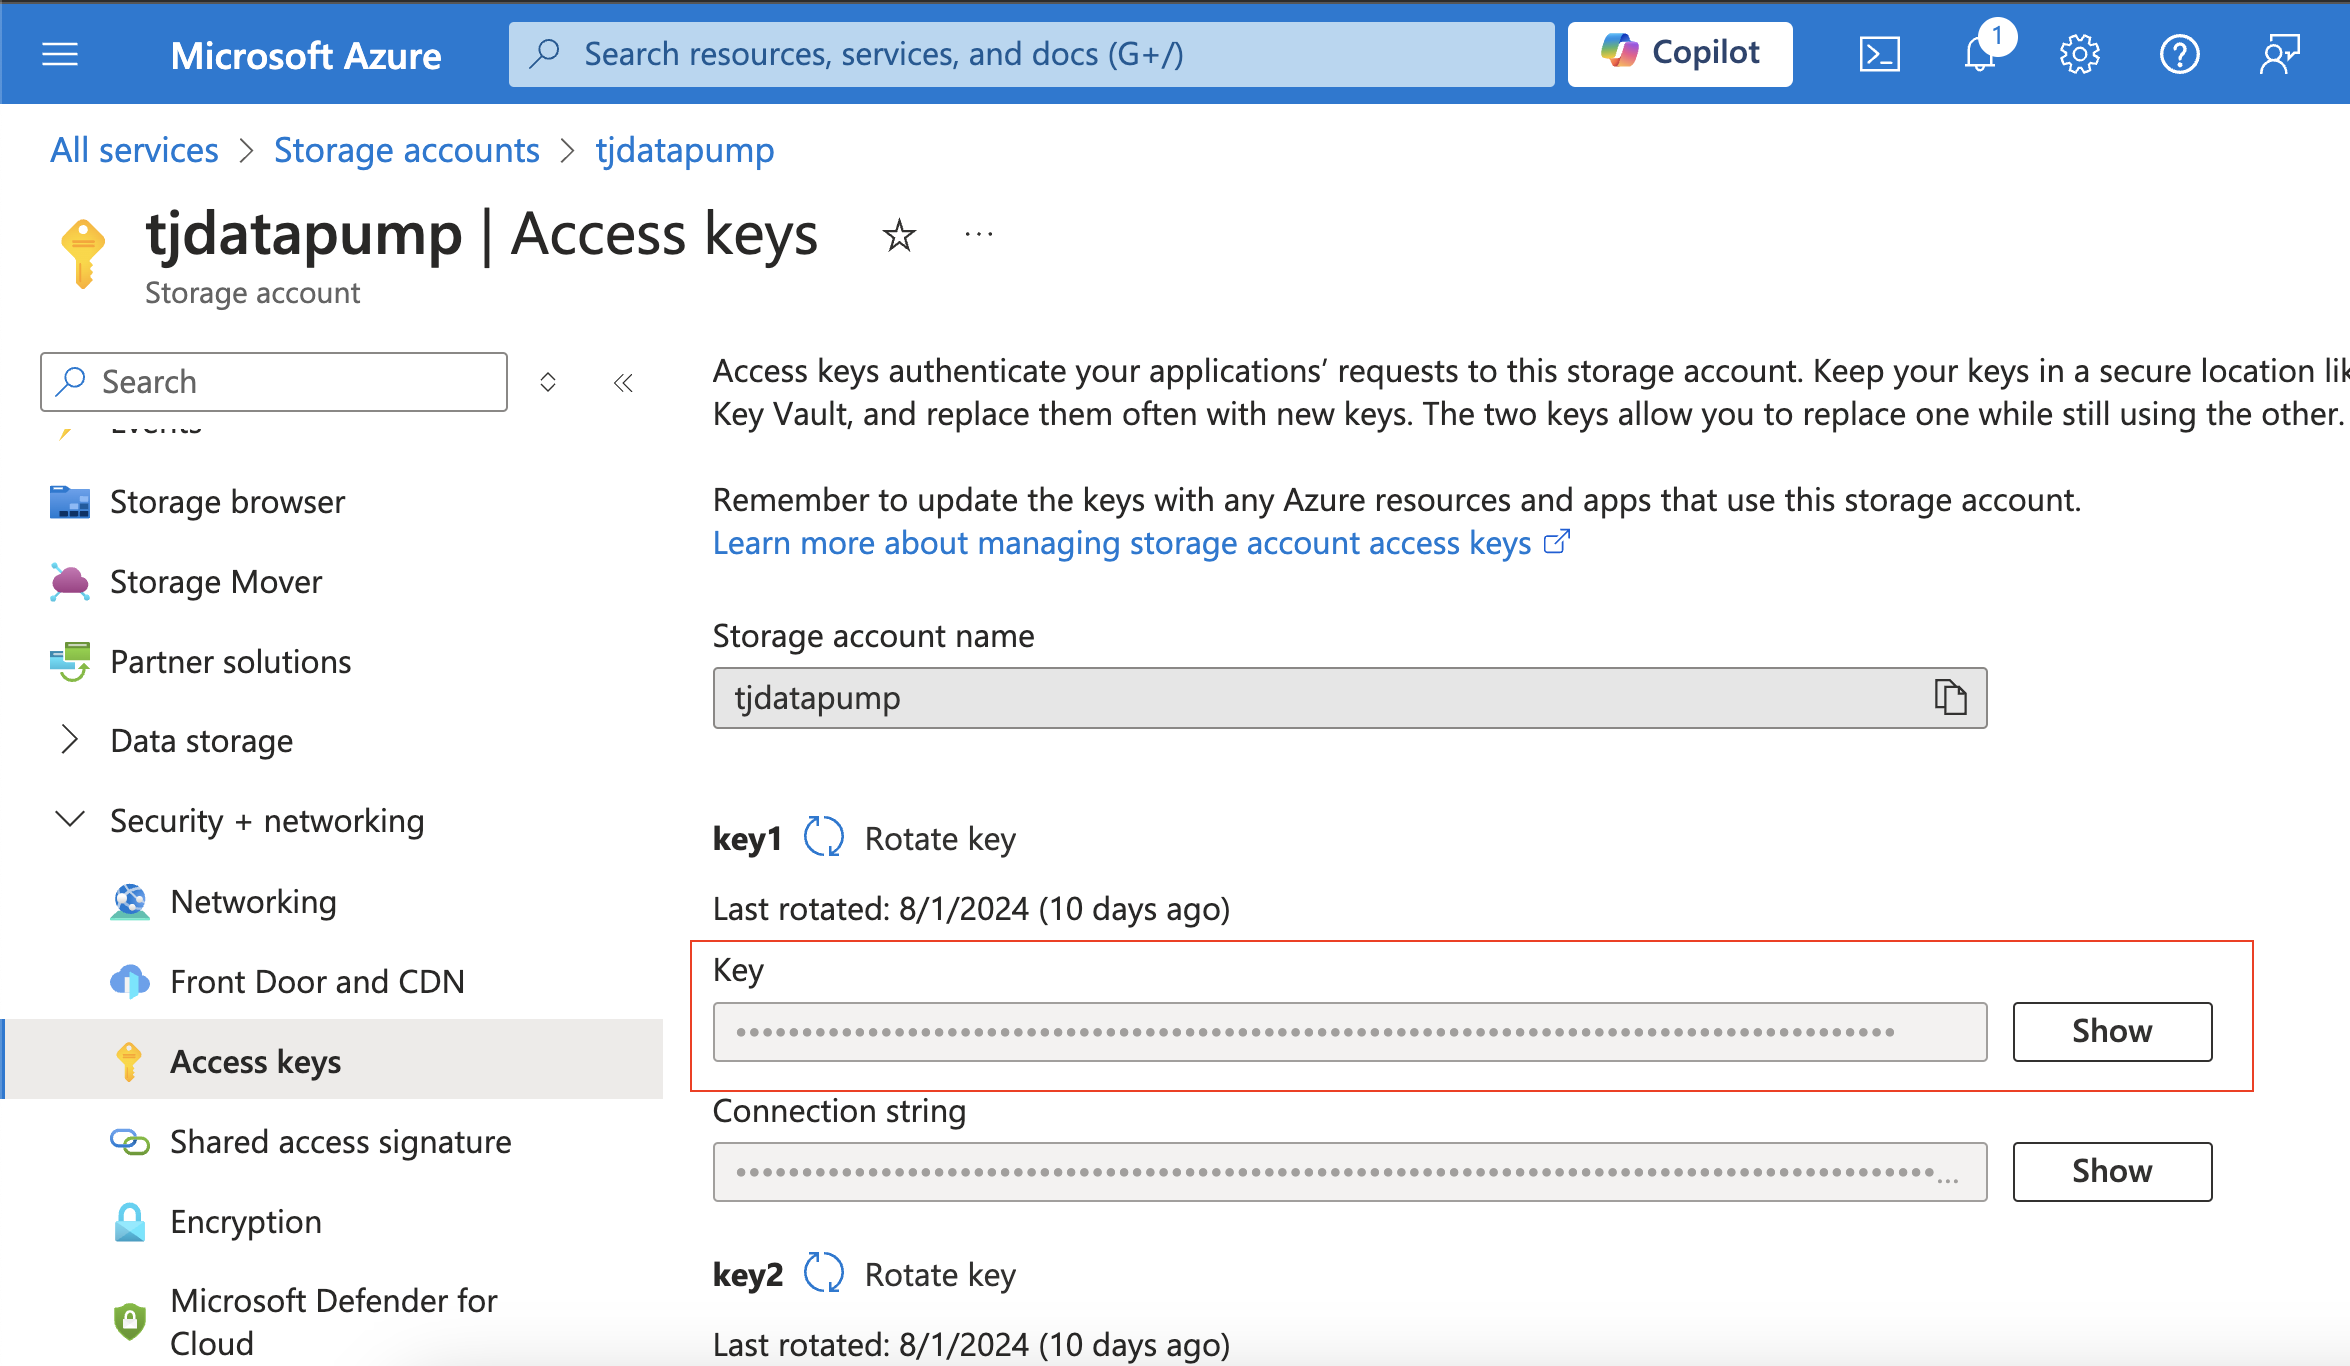 Microsoft Azure
Search resources, services, and docs (G+/)
Copilot
1
All services > Storage accounts > tjdatapump
tjdatapump | Access keys
Storage account
Search
Events
Storage browser
Storage Mover
Partner solutions
Data storage
Security + networking
Networking
Front Door and CDN
Access keys
Shared access signature
Encryption
Microsoft Defender for
Cloud
Access keys authenticate your applications’ requests to this storage account. Keep your keys in a secure location
Key Vault, and replace them often with new keys. The two keys allow you to replace one while still using the other.
Remember to update the keys with any Azure resources and apps that use this storage account.
Learn more about managing storage account access keys
Storage account name
tjdatapump
key1 Rotate key
Last rotated: 8/1/2024 (10 days ago)
Key
Show
Connection string
...
Show
key2 Rotate key
Last rotated: 8/1/2024 (10 days ago)